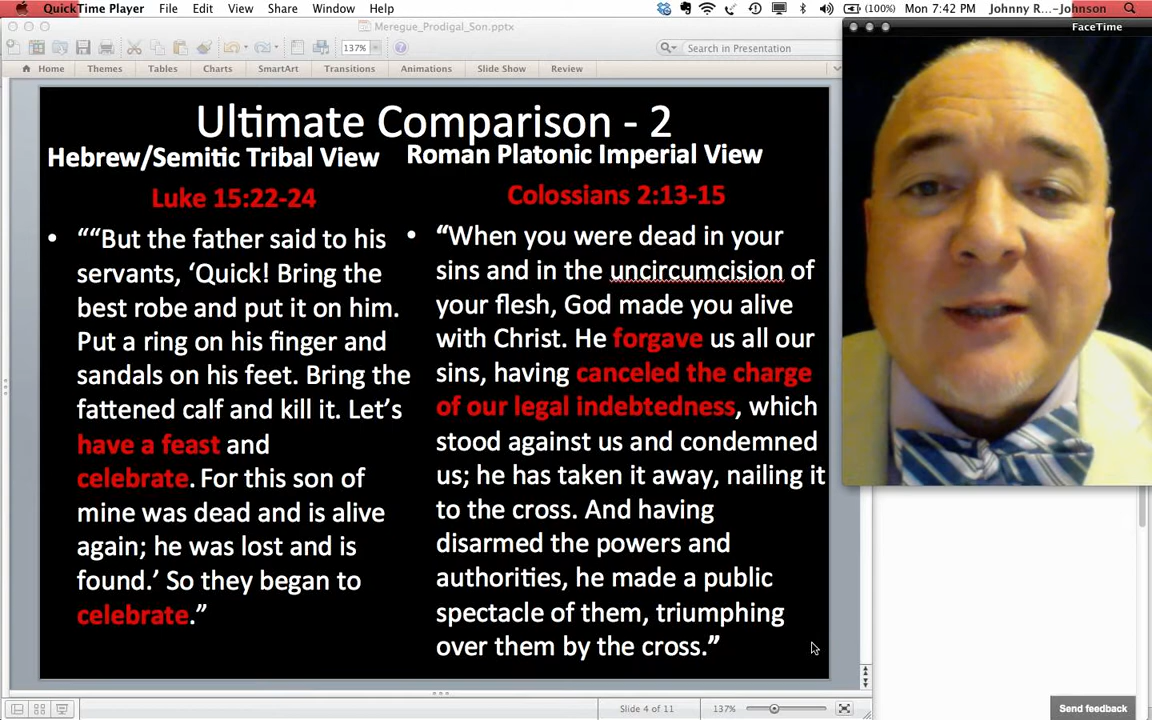 QuickTime Player File Edit View Share Window Help (100%) Mon 7:42 PM Johnny R...-Johnson
Meregue_Prodigal_Son.pptx
FaceTime
137% Search in Presentation
Home Themes Tables Charts SmartArt Transitions Animations Slide Show Review
Ultimate Comparison - 2
Hebrew/Semitic Tribal View
Luke 15:22-24
• ““But the father said to his
servants, ‘Quick! Bring the
best robe and put it on him.
Put a ring on his finger and
sandals on his feet. Bring the
fattened calf and kill it. Let’s
have a feast and
celebrate. For this son of
mine was dead and is alive
again; he was lost and is
found.’ So they began to
celebrate.”
Roman Platonic Imperial View
Colossians 2:13-15
• “When you were dead in your
sins and in the uncircumcision of
your flesh, God made you alive
with Christ. He forgave us all our
sins, having canceled the charge
of our legal indebtedness, which
stood against us and condemned
us; he has taken it away, nailing it
to the cross. And having
disarmed the powers and
authorities, he made a public
spectacle of them, triumphing
over them by the cross.”
Slide 4 of 11 137%
Send feedback